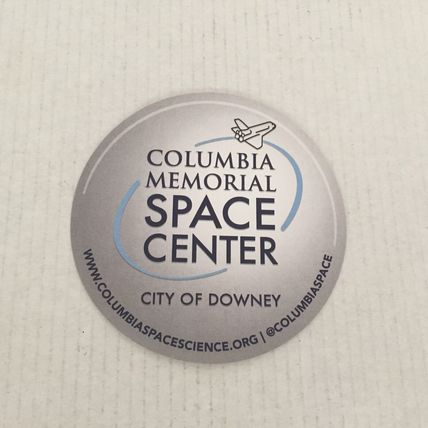 COLUMBIA
MEMORIAL
SPACE
CENTER
CITY OF DOWNEY
WWW.COLUMBIASPACESCIENCE.ORG | @COLUMBIASPACE